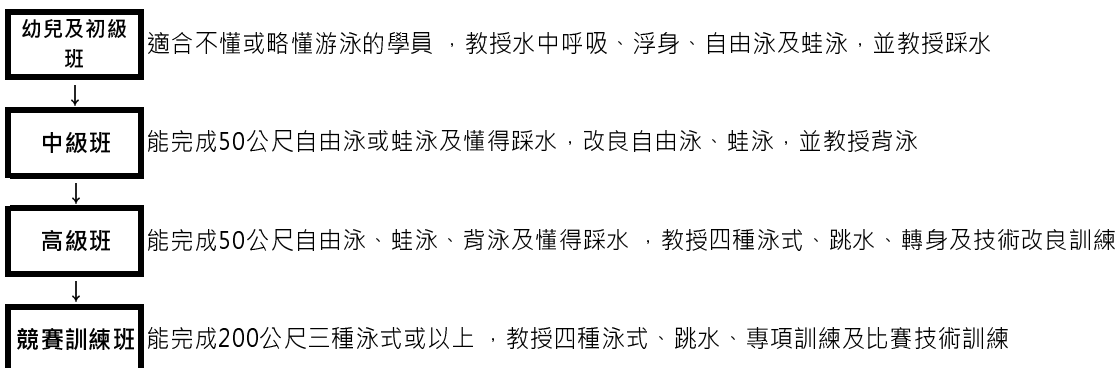 幼兒及初級
班
適合不懂或略懂游泳的學員 ，教授水中呼吸、浮身、自由泳及蛙泳，並教授踩水
↓
中級班
能完成50公尺自由泳或蛙泳及懂得踩水，改良自由泳、蛙泳，並教授背泳
↓
高級班
能完成50公尺自由泳、蛙泳、背泳及懂得踩水 ，教授四種泳式、跳水、轉身及技術改良訓練
↓
競賽訓練班
能完成200公尺三種泳式或以上 ，教授四種泳式、跳水、專項訓練及比賽技術訓練